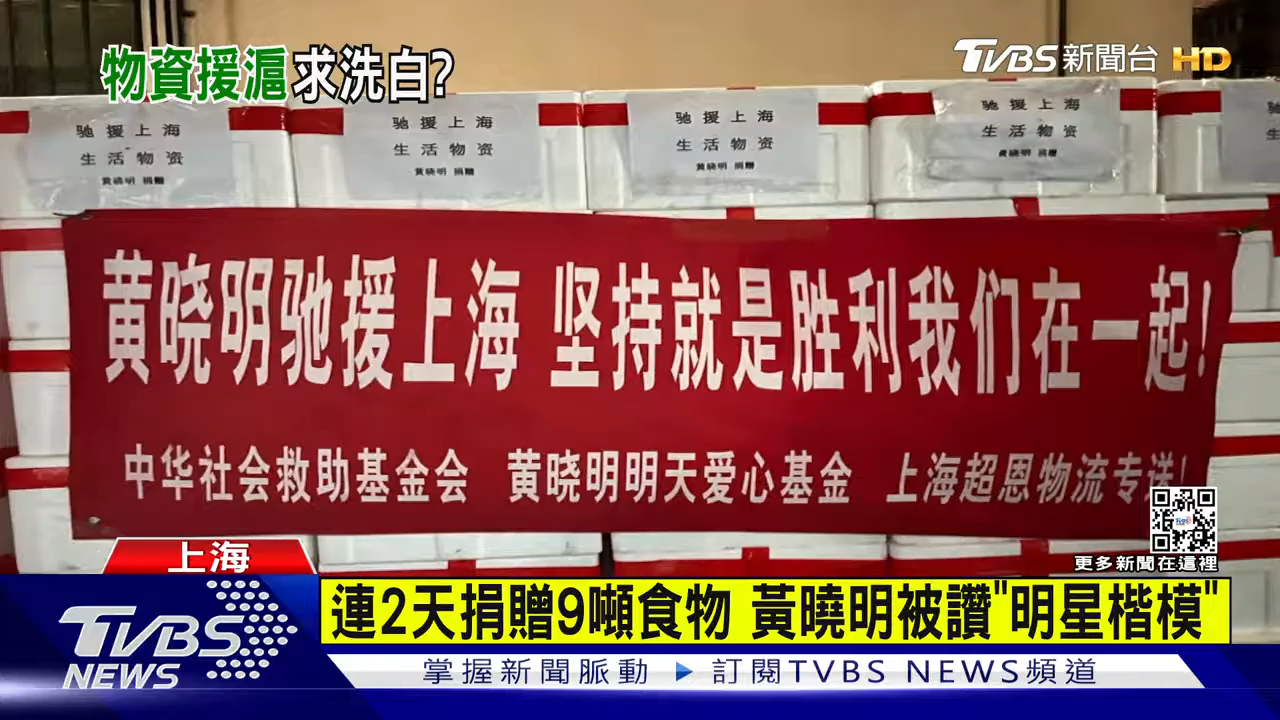 物資援滬求洗白?
TVBS新聞台 HD
驰援上海
生活物资
黄晓明 捐赠
驰援上海
生活物资
黄晓明 捐赠
驰援上海
生活物资
黄晓明 捐赠
驰援上海
生活物资
黄晓明 捐赠
黄晓明驰援上海 坚持就是胜利我们在一起!
中华社会救助基金会 黄晓明明天爱心基金 上海超恩物流专送!
更多新聞在這裡
上海
連2天捐贈9噸食物 黃曉明被讚"明星楷模"
TVBS NEWS
掌握新聞脈動 訂閱TVBS NEWS頻道